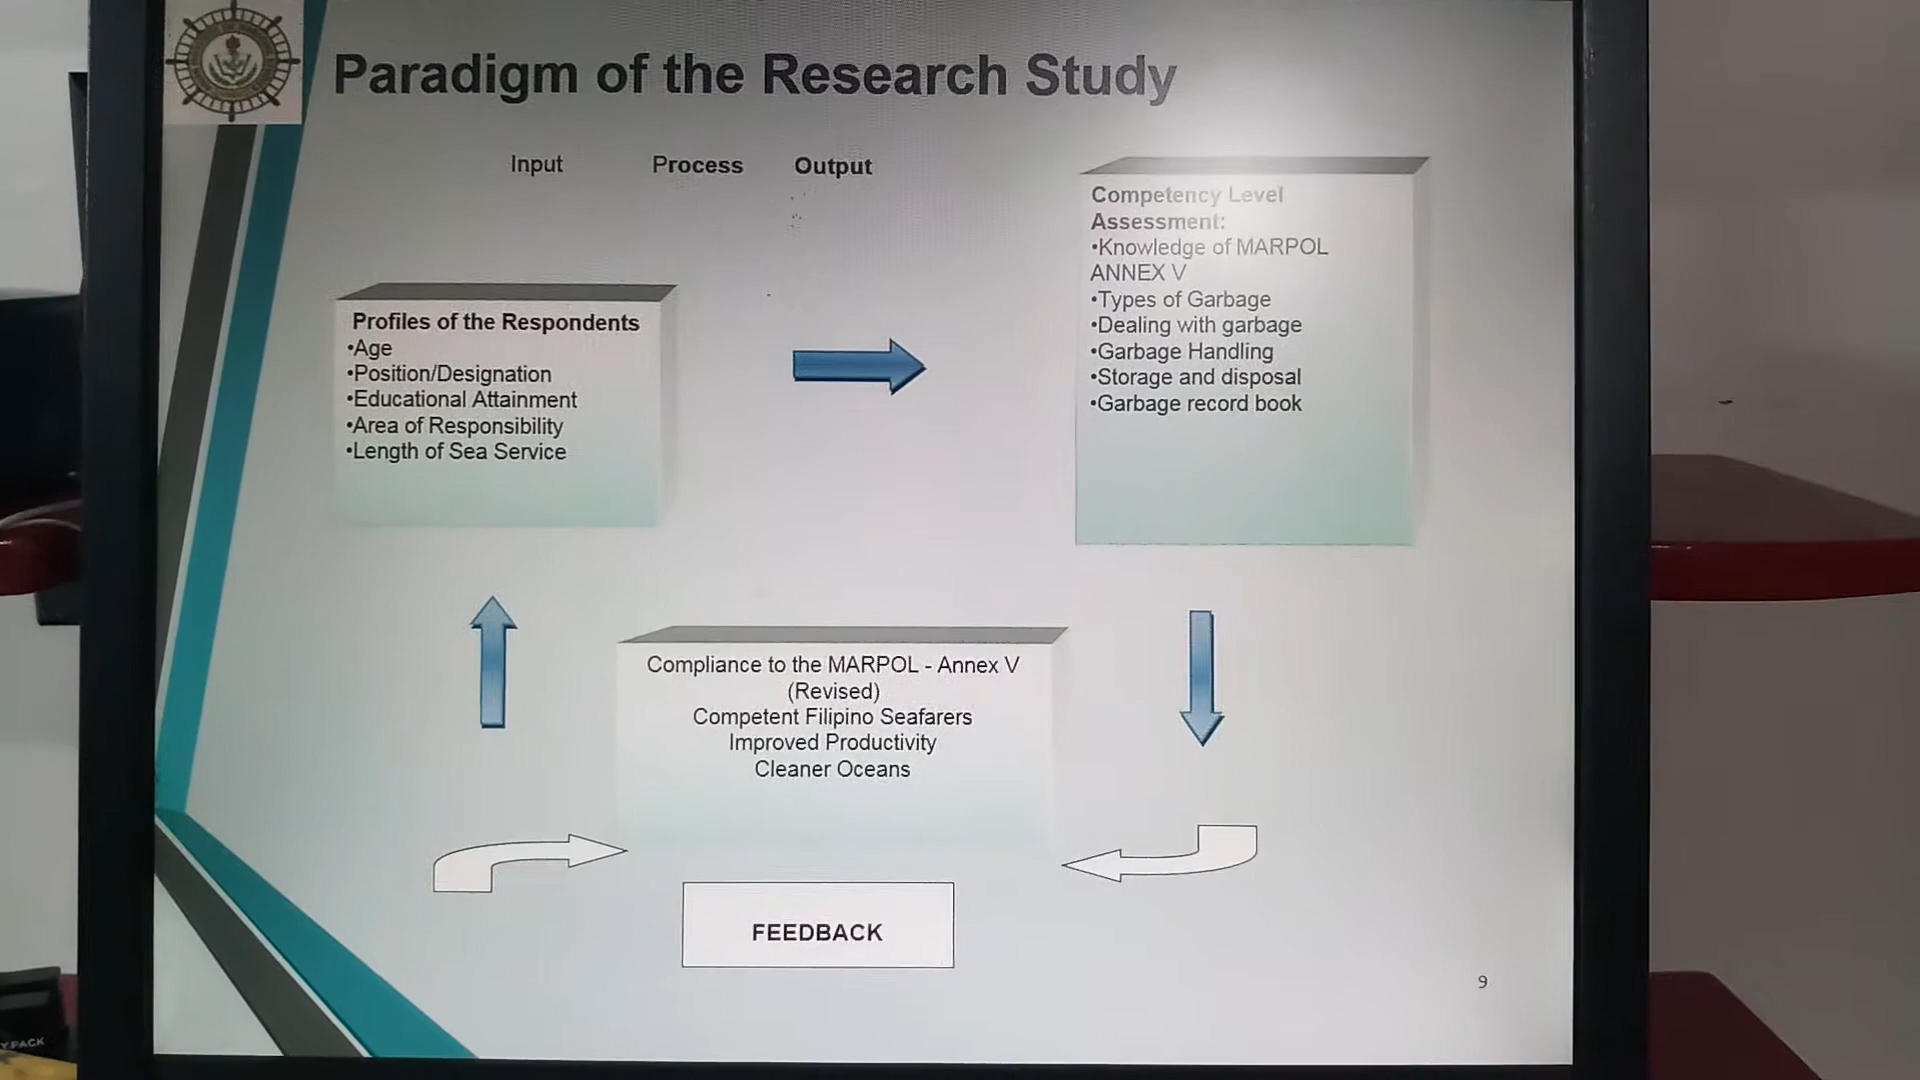 Paradigm of the Research Study
Input Process Output
Profiles of the Respondents
•Age
•Position/Designation
•Educational Attainment
•Area of Responsibility
•Length of Sea Service
Competency Level
Assessment:
•Knowledge of MARPOL
ANNEX V
•Types of Garbage
•Dealing with garbage
•Garbage Handling
•Storage and disposal
•Garbage record book
Compliance to the MARPOL - Annex V
(Revised)
Competent Filipino Seafarers
Improved Productivity
Cleaner Oceans
FEEDBACK
9